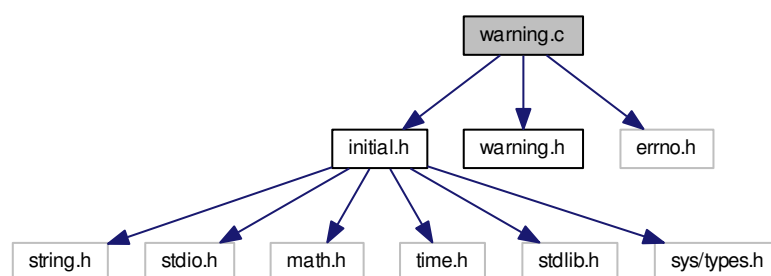 warning.c
initial.h
warning.h
errno.h
string.h
stdio.h
math.h
time.h
stdlib.h
sys/types.h